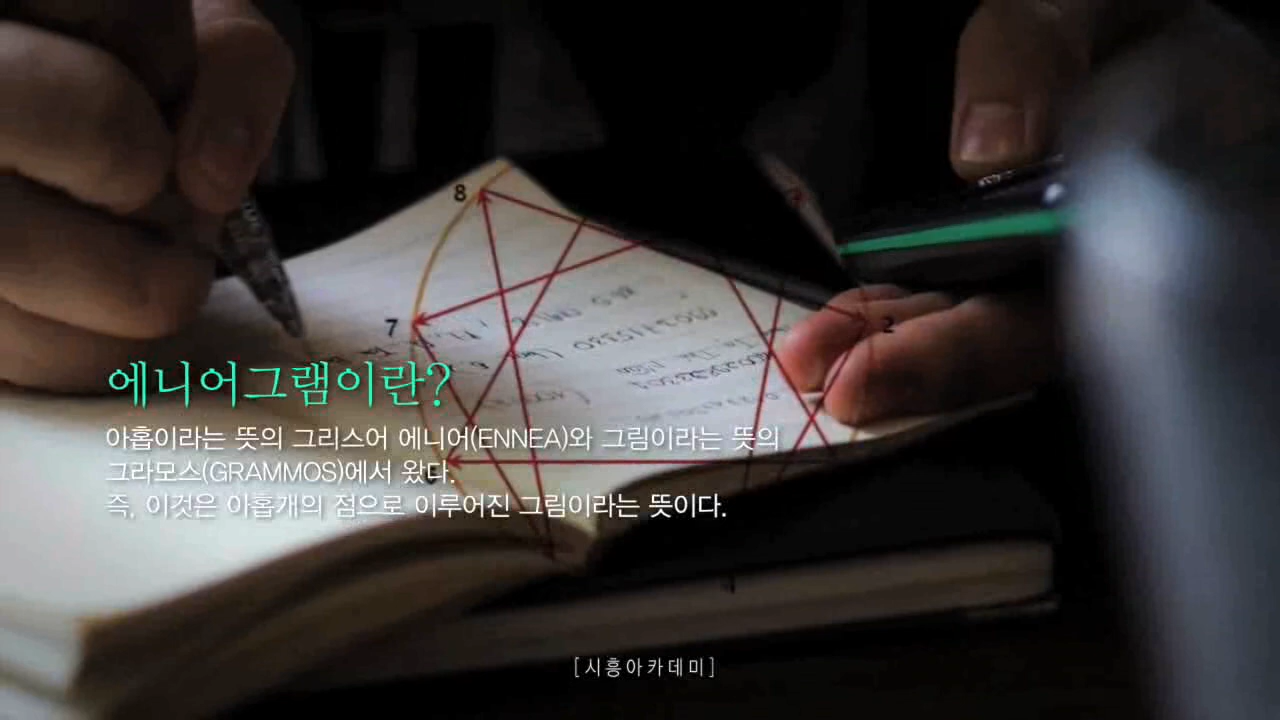 8
7
2
에니어그램이란?
아홉이라는 뜻의 그리스어 에니어(ENNEA)와 그림이라는 뜻의
그라모스(GRAMMOS)에서 왔다.
즉, 이것은 아홉개의 점으로 이루어진 그림이라는 뜻이다.
[시흥아카데미]